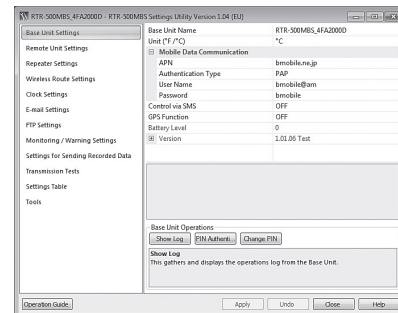 RTR-500MBS_4FA2000D - RTR-500MBS Settings Utility Version 1.04 (EU)
Base Unit Settings
Remote Unit Settings
Repeater Settings
Wireless Route Settings
Clock Settings
E-mail Settings
FTP Settings
Monitoring / Warning Settings
Settings for Sending Recorded Data
Transmission Tests
Settings Table
Tools
Base Unit Name RTR-500MBS_4FA2000D
Unit (°F /°C) °C
Mobile Data Communication
APN bmobile.ne.jp
Authentication Type PAP
User Name bmobile@am
Password bmobile
Control via SMS OFF
GPS Function OFF
Battery Level 0
Version 1.01.06 Test
Base Unit Operations
Show Log PIN Authenti... Change PIN
Show Log
This gathers and displays the operations log from the Base Unit.
Operation Guide Apply Undo Close Help